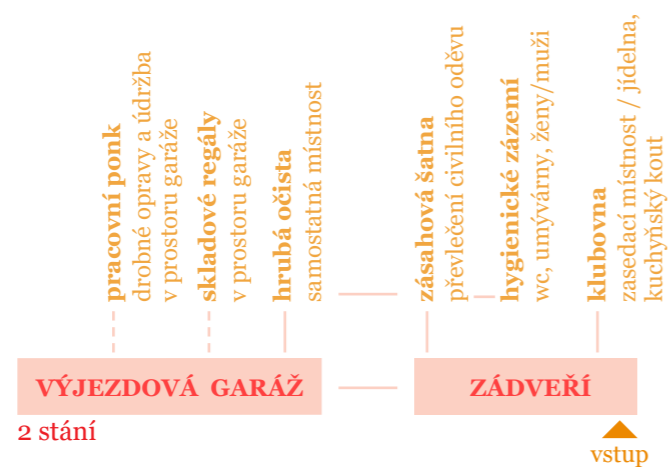 pracovní ponk
drobné opravy a údržba
v prostoru garáže
skladové regály
v prostoru garáže
hrubá očista
samostatná místnost
zásahová šatna
převlečení civilního oděvu
hygienické zázemí
wc, umývárny, ženy/muži
klubovna
zasedací místnost / jídelna,
kuchyňský kout
VÝJEZDOVÁ GARÁŽ
ZÁDVEŘÍ
2 stání
vstup